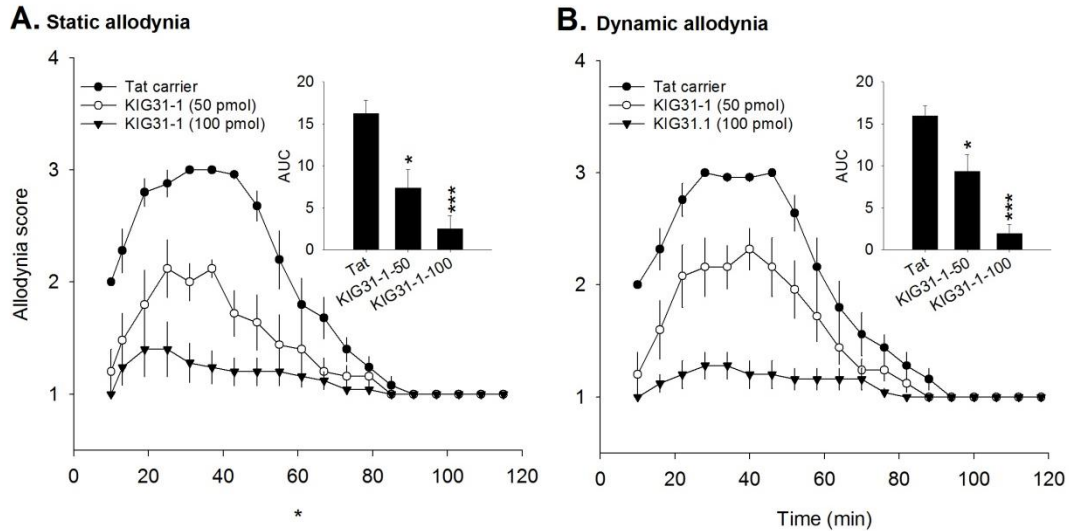 A. Static allodynia
4
3
2
1
Allodynia score
0 20 40 60 80 100 120
*
Tat carrier
KIG31-1 (50 pmol)
KIG31-1 (100 pmol)
20
15
10
5
0
AUC
*
***
Tat
KIG31-1-50
KIG31-1-100
B. Dynamic allodynia
4
3
2
1
0 20 40 60 80 100 120
Time (min)
Tat carrier
KIG31-1 (50 pmol)
KIG31.1 (100 pmol)
20
15
10
5
0
AUC
*
***
Tat
KIG31-1-50
KIG31-1-100